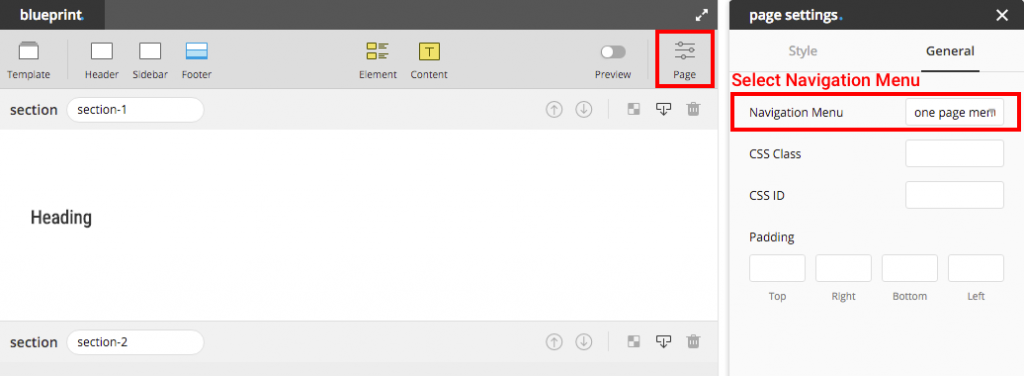 blueprint.
Template
Header
Sidebar
Footer
Element
T
Content
Preview
Page
section
section-1
Heading
section
section-2
page settings.
Style
General
Select Navigation Menu
Navigation Menu
one page
CSS Class
CSS ID
Padding
Top
Right
Bottom
Left